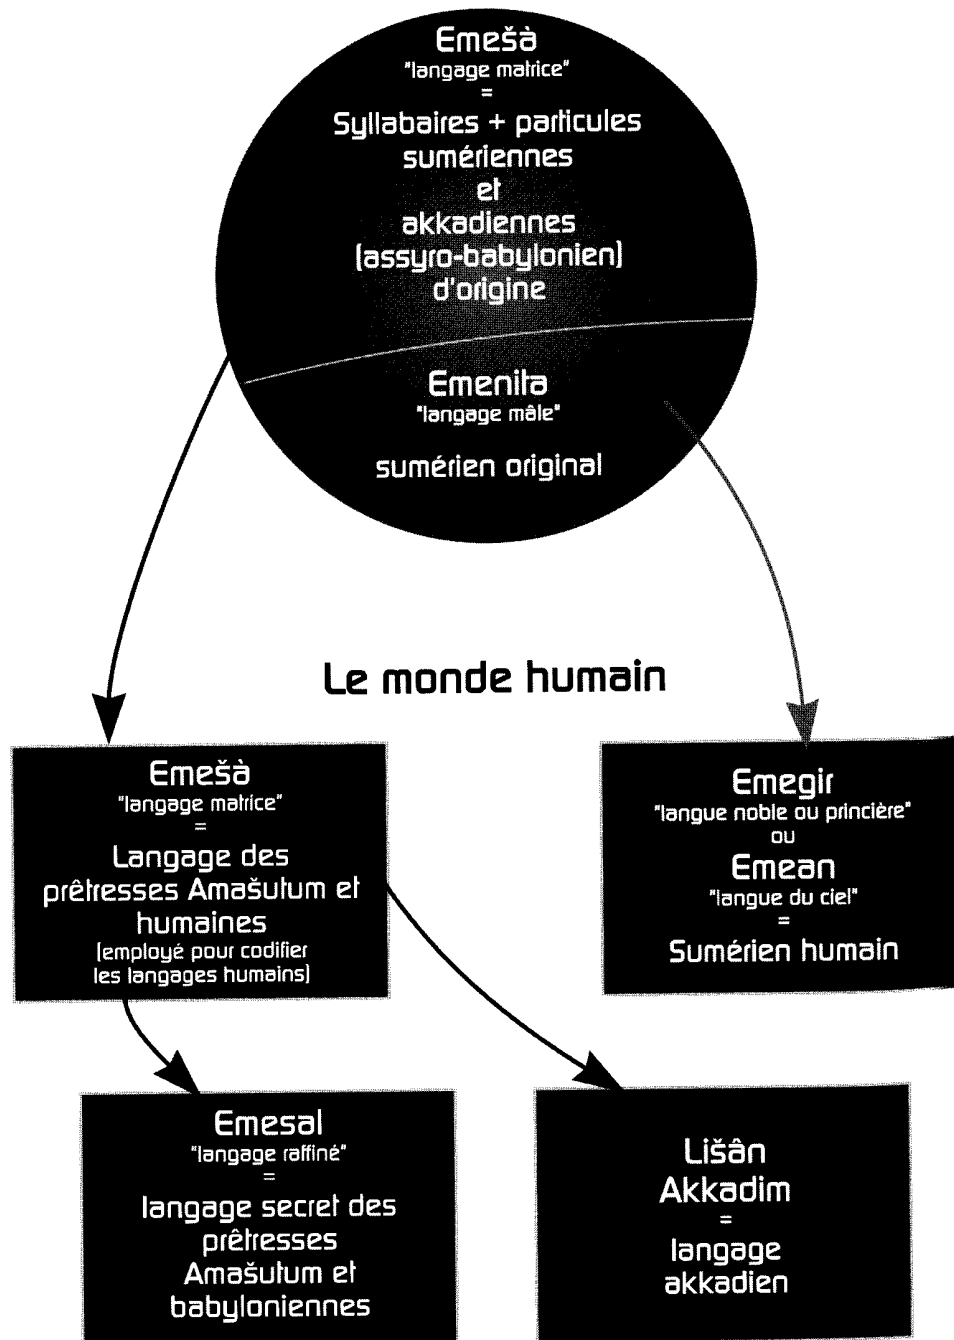 Emešà
"langage matrice"
=
Syllabaires + particules
sumériennes
et
akkadiennes
(assyro-babylonien)
d'origine
Emenita
"langage mâle"
sumérien original
Le monde humain
Emešà
"langage matrice"
=
Langage des
prêtresses Amašutum et
humaines
(employé pour codifier
les langages humains)
Emegir
"langue noble ou princière"
ou
Emean
"langue du ciel"
=
Sumérien humain
Emesal
"langage raffiné"
=
langage secret des
prêtresses
Amašutum et
babyloniennes
Lišân
Akkadim
=
langage
akkadien